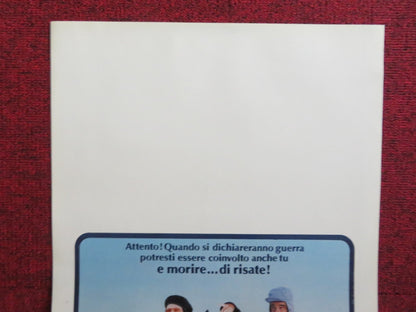 Attento! Quando si dichiareranno guerra
potresti essere coinvolto anche tu
e morire...di risate!